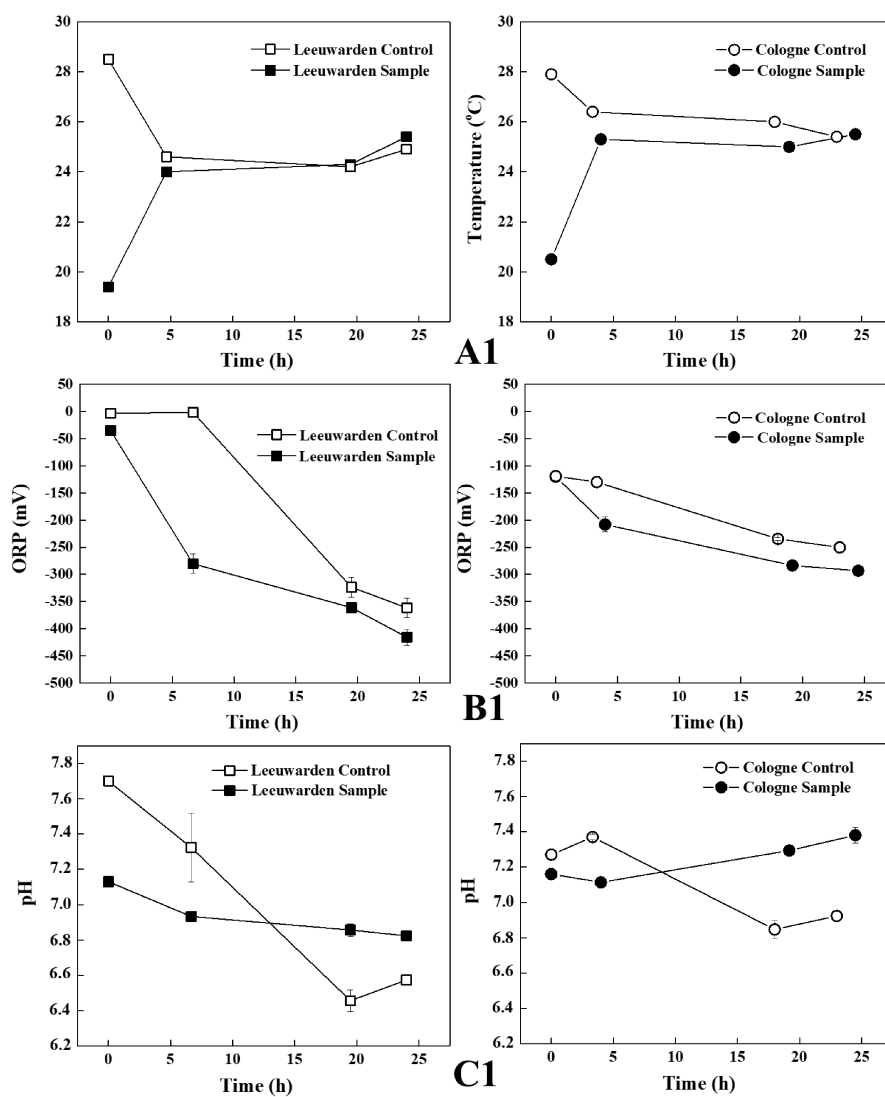 30
28
26
24
22
20
18
0 5 10 15 20 25
Time (h)
Leeuwarden Control
Leeuwarden Sample
Temperature (°C)
30
28
26
24
22
20
18
0 5 10 15 20 25
Time (h)
Cologne Control
Cologne Sample
A1
ORP (mV)
50
0
-50
-100
-150
-200
-250
-300
-350
-400
-450
-500
0 5 10 15 20 25
Time (h)
Leeuwarden Control
Leeuwarden Sample
ORP (mV)
50
0
-50
-100
-150
-200
-250
-300
-350
-400
-450
-500
0 5 10 15 20 25
Time (h)
Cologne Control
Cologne Sample
B1
pH
7.8
7.6
7.4
7.2
7.0
6.8
6.6
6.4
6.2
0 5 10 15 20 25
Time (h)
Leeuwarden Control
Leeuwarden Sample
pH
7.8
7.6
7.4
7.2
7.0
6.8
6.6
6.4
6.2
0 5 10 15 20 25
Time (h)
Cologne Control
Cologne Sample
C1